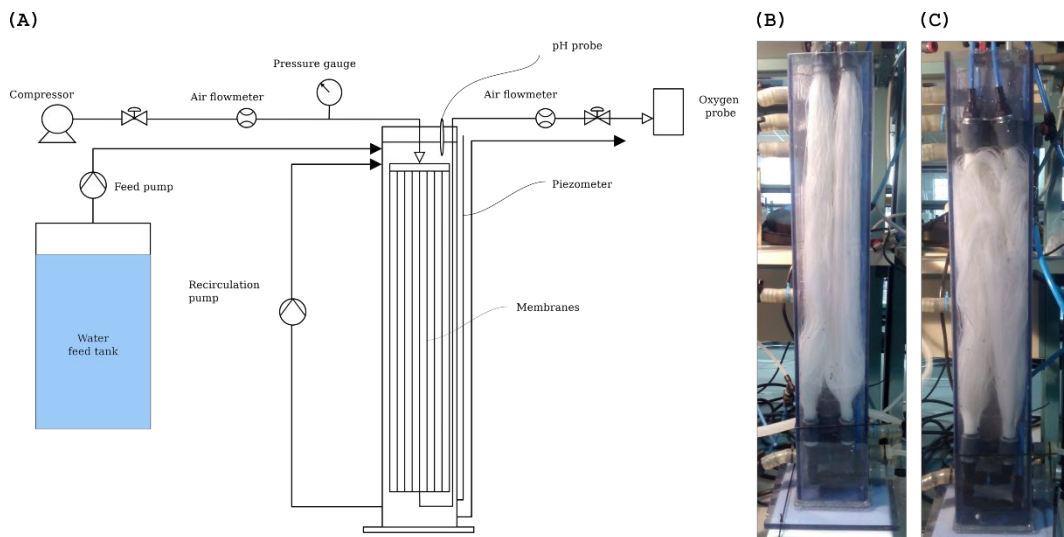 (A)
(B)
(C)
pH probe
Pressure gauge
Compressor
Air flowmeter
Air flowmeter
Oxygen
probe
Feed pump
Piezometer
Recirculation
pump
Membranes
Water
feed tank